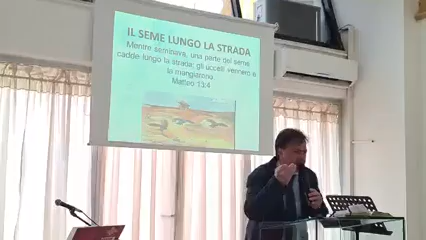 IL SEME LUNGO LA STRADA
Mentre seminava, una parte del seme
cadde lungo la strada; gli uccelli vennero e
la mangiarono.
Matteo 13:4